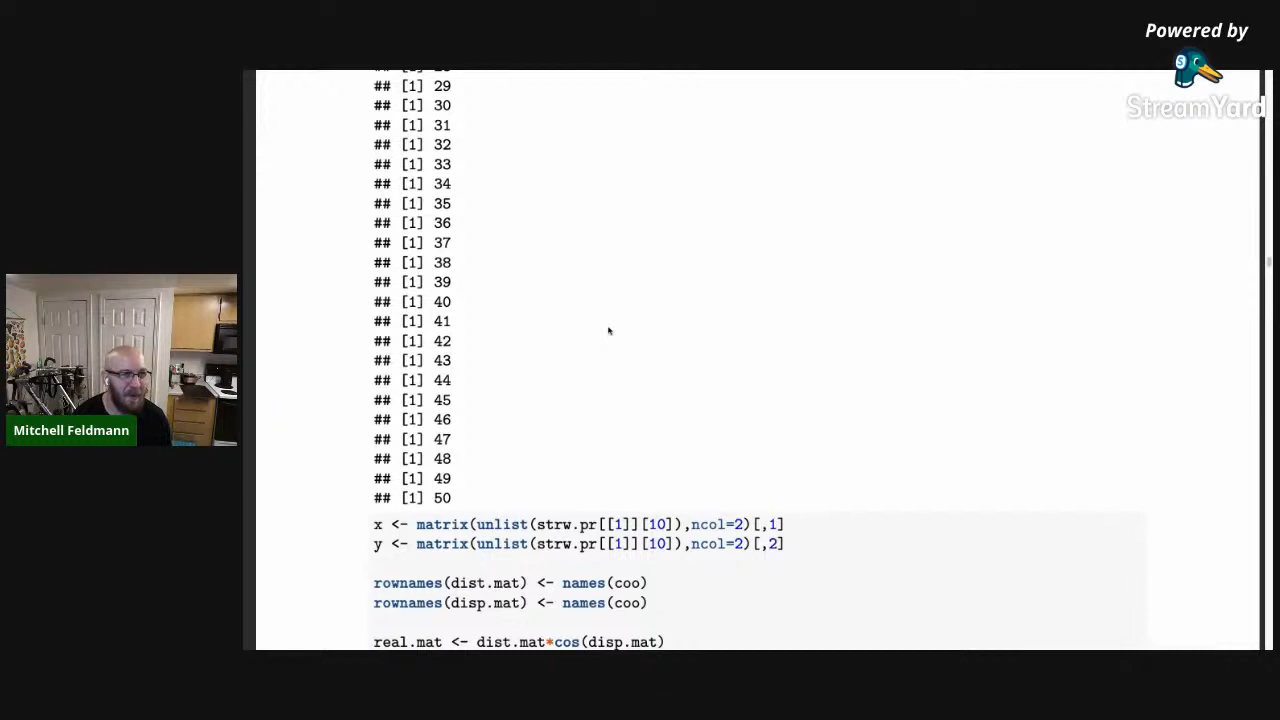 Powered by
StreamYard
## [1] 29
## [1] 30
## [1] 31
## [1] 32
## [1] 33
## [1] 34
## [1] 35
## [1] 36
## [1] 37
## [1] 38
## [1] 39
## [1] 40
## [1] 41
## [1] 42
## [1] 43
## [1] 44
## [1] 45
## [1] 46
## [1] 47
## [1] 48
## [1] 49
## [1] 50
x <- matrix(unlist(strw.pr[[1]][10]),ncol=2)[,1]
y <- matrix(unlist(strw.pr[[1]][10]),ncol=2)[,2]
rownames(dist.mat) <- names(coo)
rownames(disp.mat) <- names(coo)
real.mat <- dist.mat*cos(disp.mat)
Mitchell Feldmann